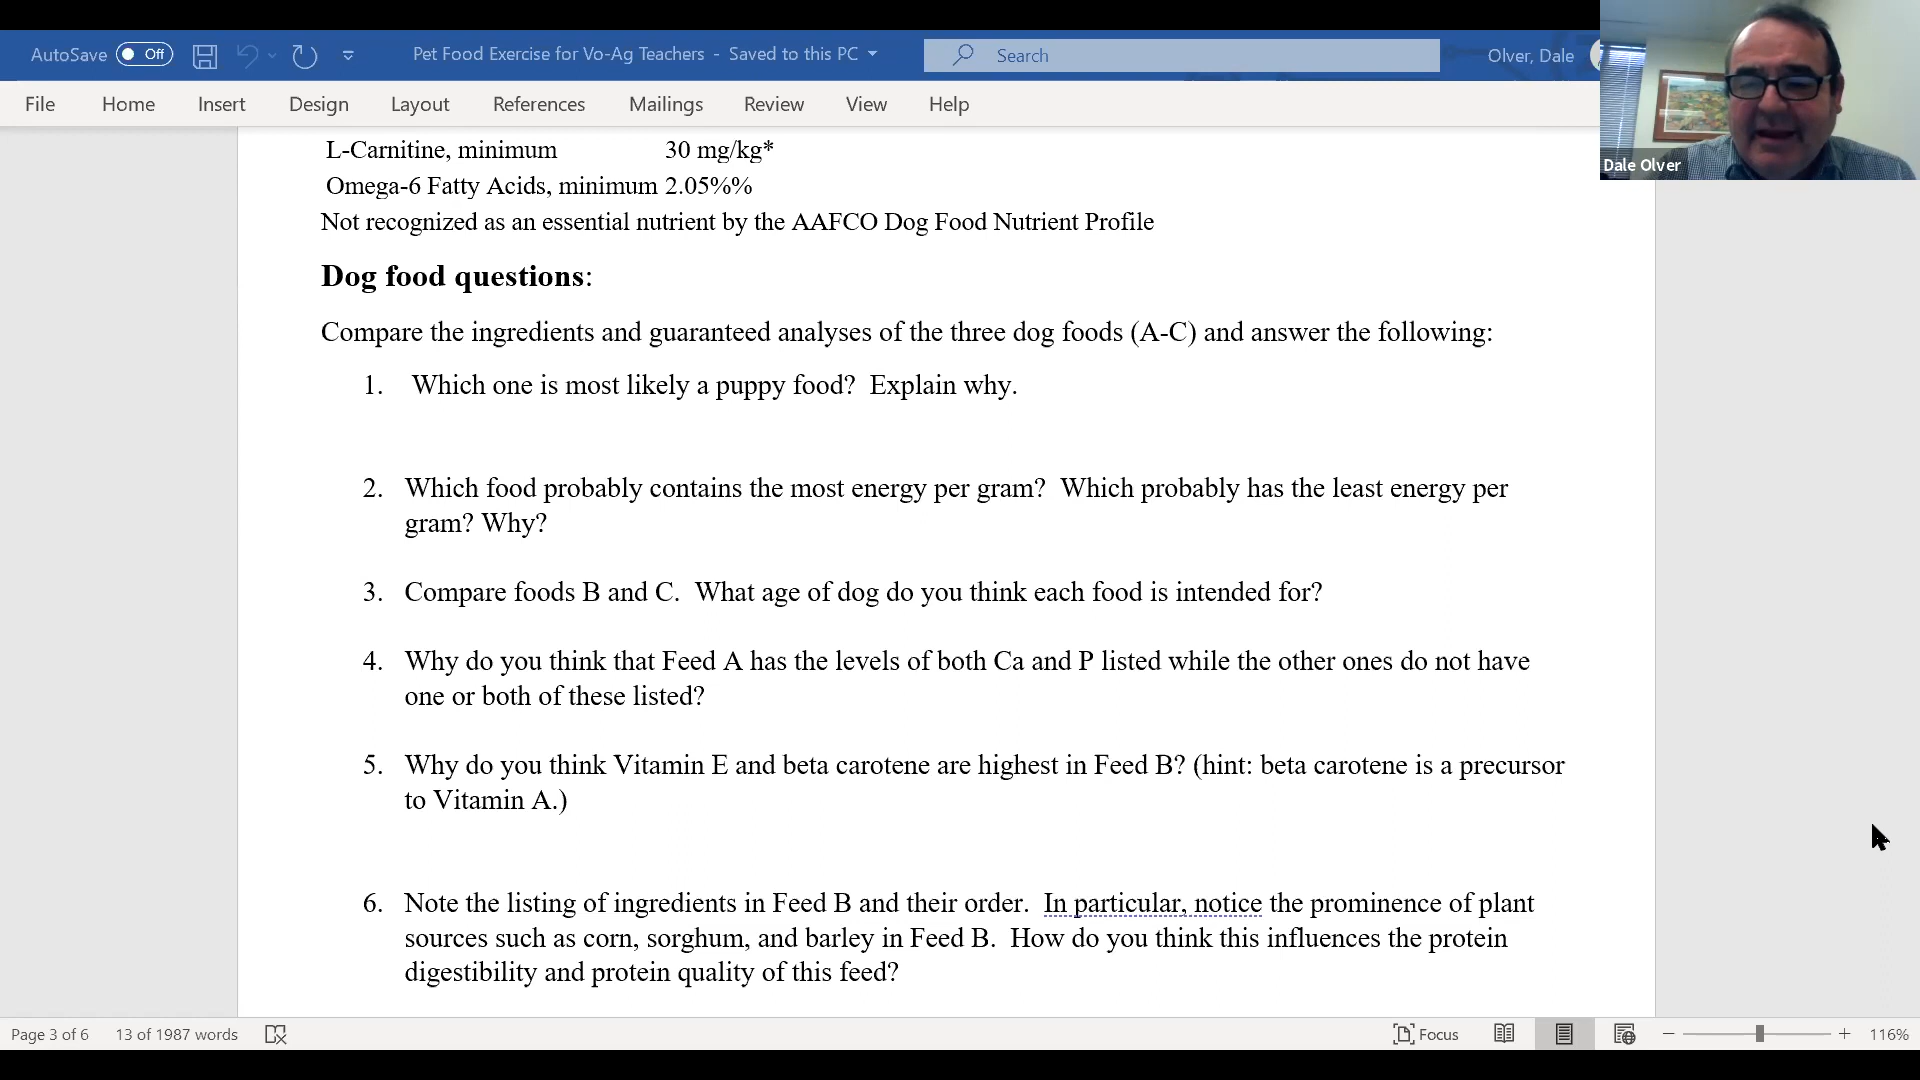 AutoSave Off Pet Food Exercise for Vo-Ag Teachers - Saved to this PC Search Olver, Dale
File Home Insert Design Layout References Mailings Review View Help
Dale Olver
L-Carnitine, minimum 30 mg/kg*
Omega-6 Fatty Acids, minimum 2.05%%
Not recognized as an essential nutrient by the AAFCO Dog Food Nutrient Profile
Dog food questions:
Compare the ingredients and guaranteed analyses of the three dog foods (A-C) and answer the following:
1. Which one is most likely a puppy food? Explain why.
2. Which food probably contains the most energy per gram? Which probably has the least energy per
gram? Why?
3. Compare foods B and C. What age of dog do you think each food is intended for?
4. Why do you think that Feed A has the levels of both Ca and P listed while the other ones do not have
one or both of these listed?
5. Why do you think Vitamin E and beta carotene are highest in Feed B? (hint: beta carotene is a precursor
to Vitamin A.)
6. Note the listing of ingredients in Feed B and their order. In particular, notice the prominence of plant
sources such as corn, sorghum, and barley in Feed B. How do you think this influences the protein
digestibility and protein quality of this feed?
Page 3 of 6 13 of 1987 words Focus 116%